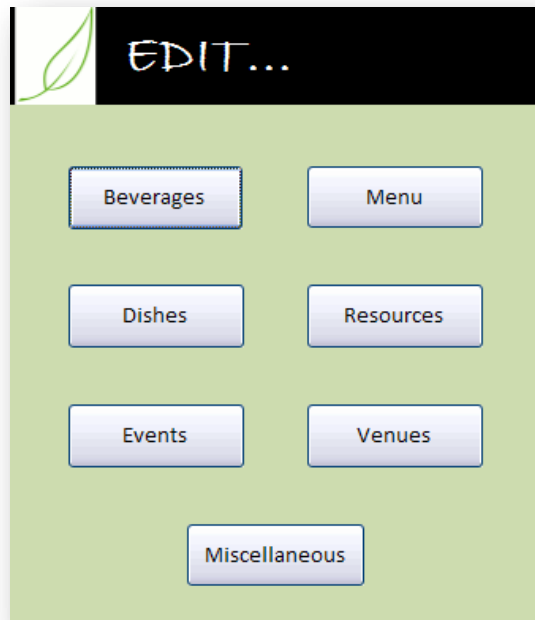 EDIT...
Beverages
Menu
Dishes
Resources
Events
Venues
Miscellaneous